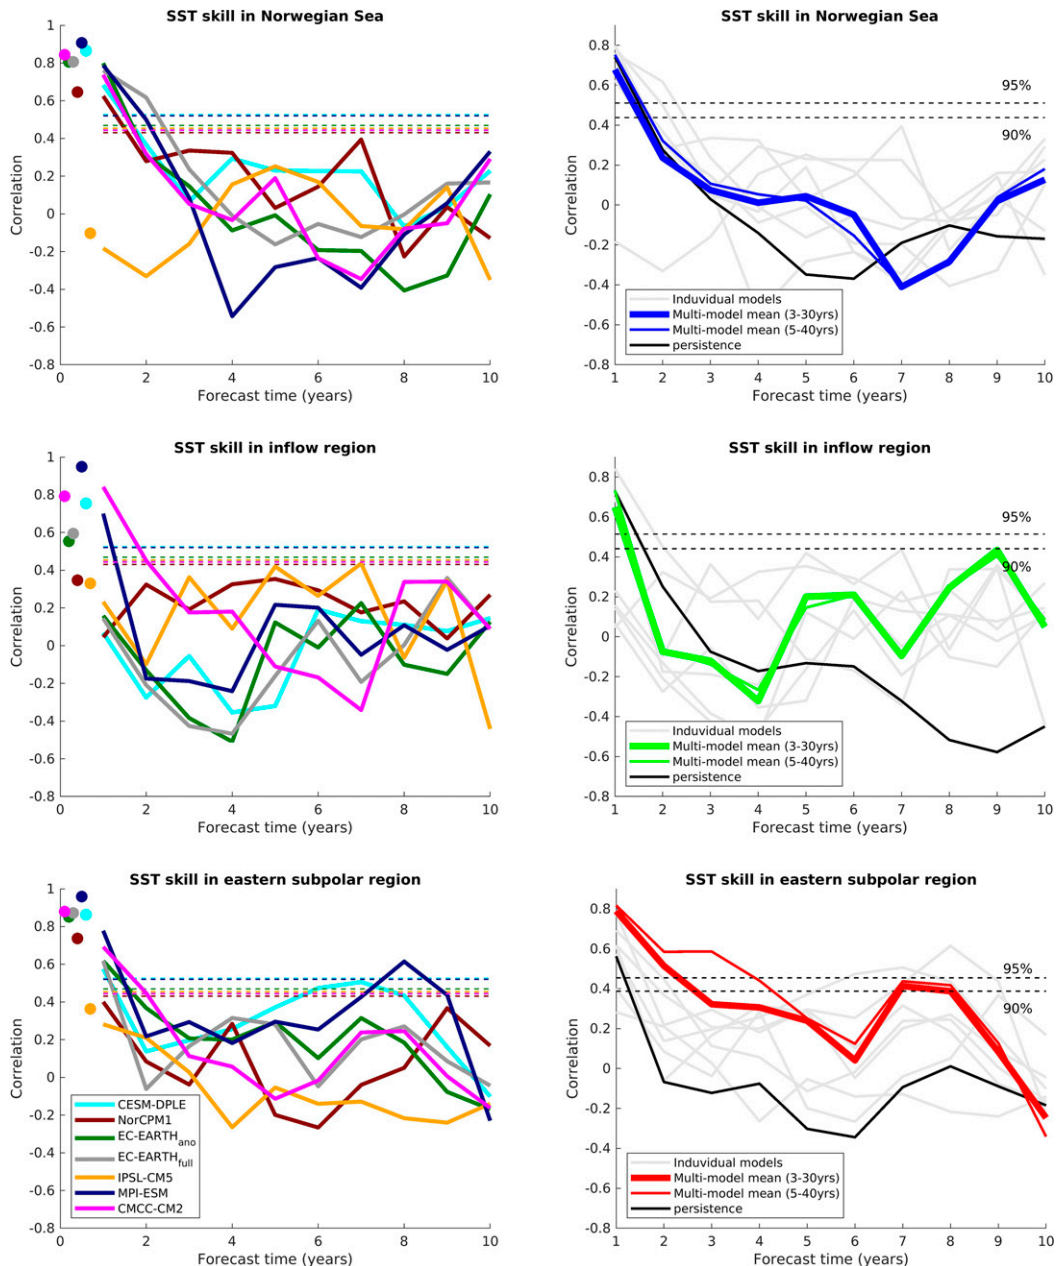 SST skill in Norwegian Sea
1
0.8
0.6
0.4
0.2
0
-0.2
-0.4
-0.6
-0.8
Correlation
0 2 4 6 8 10
Forecast time (years)
SST skill in Norwegian Sea
0.8
0.6
0.4
0.2
0
-0.2
-0.4
-0.6
-0.8
Correlation
95%
90%
Induvidual models
Multi-model mean (3-30yrs)
Multi-model mean (5-40yrs)
persistence
1 2 3 4 5 6 7 8 9 10
Forecast time (years)
SST skill in inflow region
1
0.8
0.6
0.4
0.2
0
-0.2
-0.4
-0.6
-0.8
Correlation
0 2 4 6 8 10
Forecast time (years)
SST skill in inflow region
0.8
0.6
0.4
0.2
0
-0.2
-0.4
-0.6
-0.8
Correlation
95%
90%
Induvidual models
Multi-model mean (3-30yrs)
Multi-model mean (5-40yrs)
persistence
1 2 3 4 5 6 7 8 9 10
Forecast time (years)
SST skill in eastern subpolar region
1
0.8
0.6
0.4
0.2
0
-0.2
-0.4
-0.6
-0.8
Correlation
CESM-DPLE
NorCPM1
EC-EARTHano
EC-EARTHfull
IPSL-CM5
MPI-ESM
CMCC-CM2
0 2 4 6 8 10
Forecast time (years)
SST skill in eastern subpolar region
0.8
0.6
0.4
0.2
0
-0.2
-0.4
-0.6
-0.8
Correlation
95%
90%
Induvidual models
Multi-model mean (3-30yrs)
Multi-model mean (5-40yrs)
persistence
1 2 3 4 5 6 7 8 9 10
Forecast time (years)